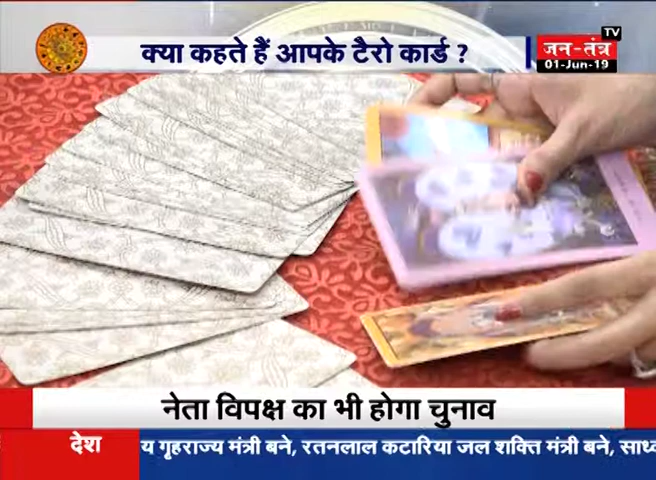 क्या कहते हैं आपके टैरो कार्ड ?
TV
जन-तंत्र
01-Jun-19
नेता विपक्ष का भी होगा चुनाव
देश
य गृहराज्य मंत्री बने, रतनलाल कटारिया जल शक्ति मंत्री बने, साध्व